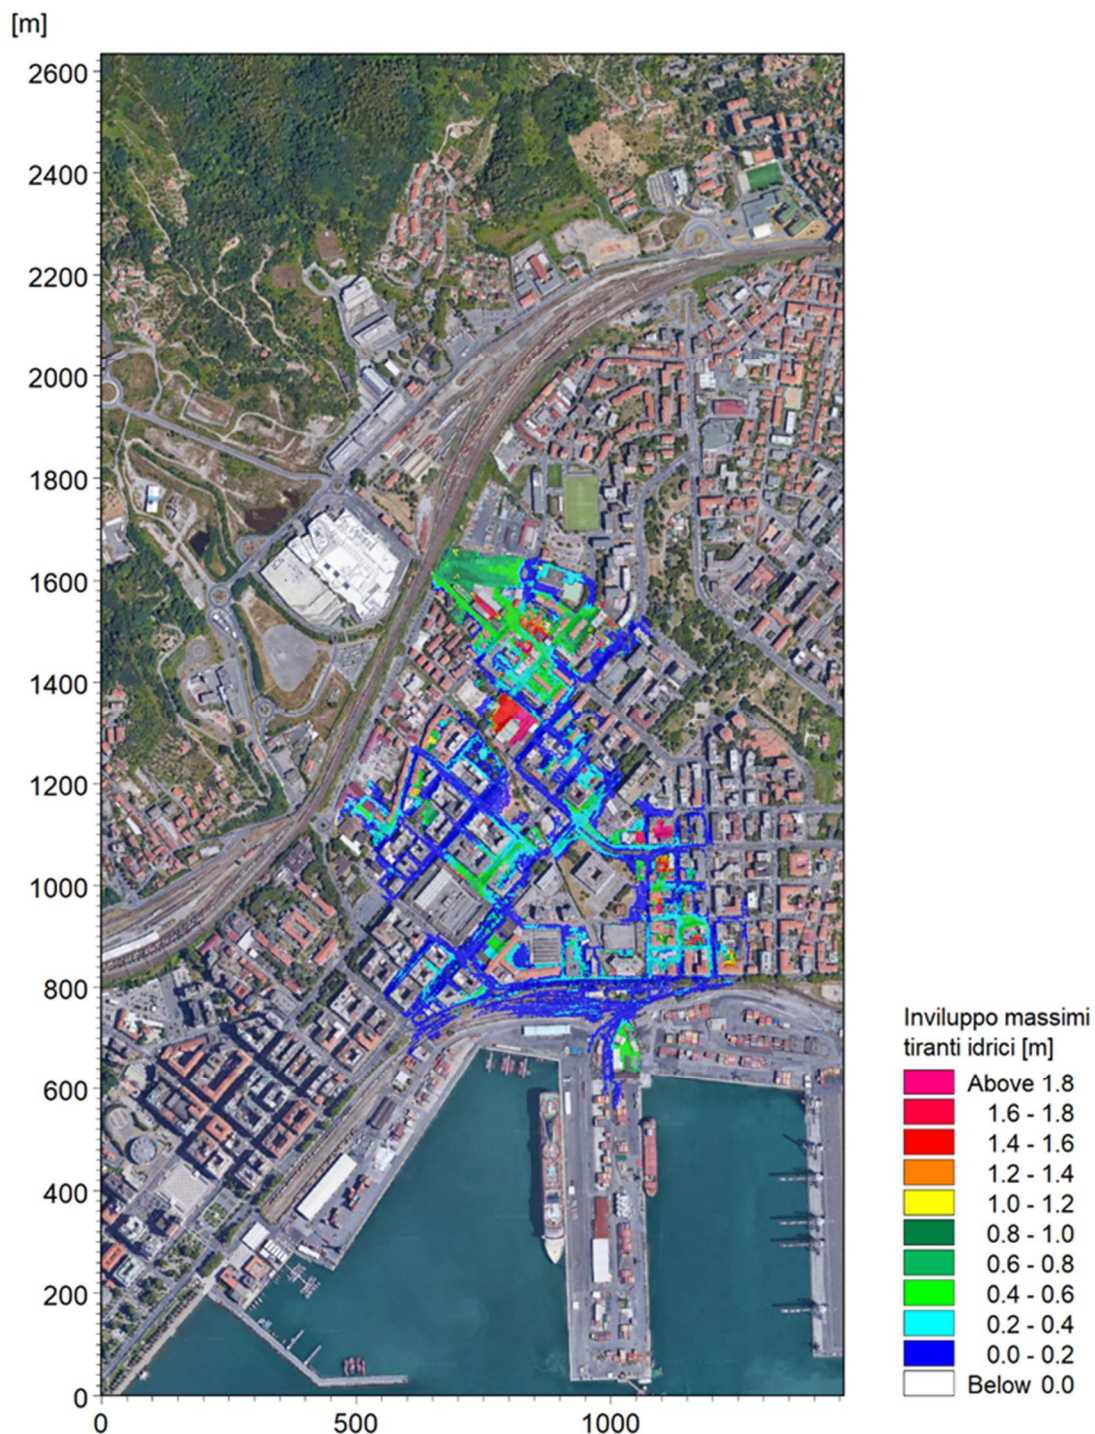 [m]
2600
2400
2200
2000
1800
1600
1400
1200
1000
800
600
400
200
0
0 500 1000
Inviluppo massimi
tiranti idrici [m]
Above 1.8
1.6 - 1.8
1.4 - 1.6
1.2 - 1.4
1.0 - 1.2
0.8 - 1.0
0.6 - 0.8
0.4 - 0.6
0.2 - 0.4
0.0 - 0.2
Below 0.0